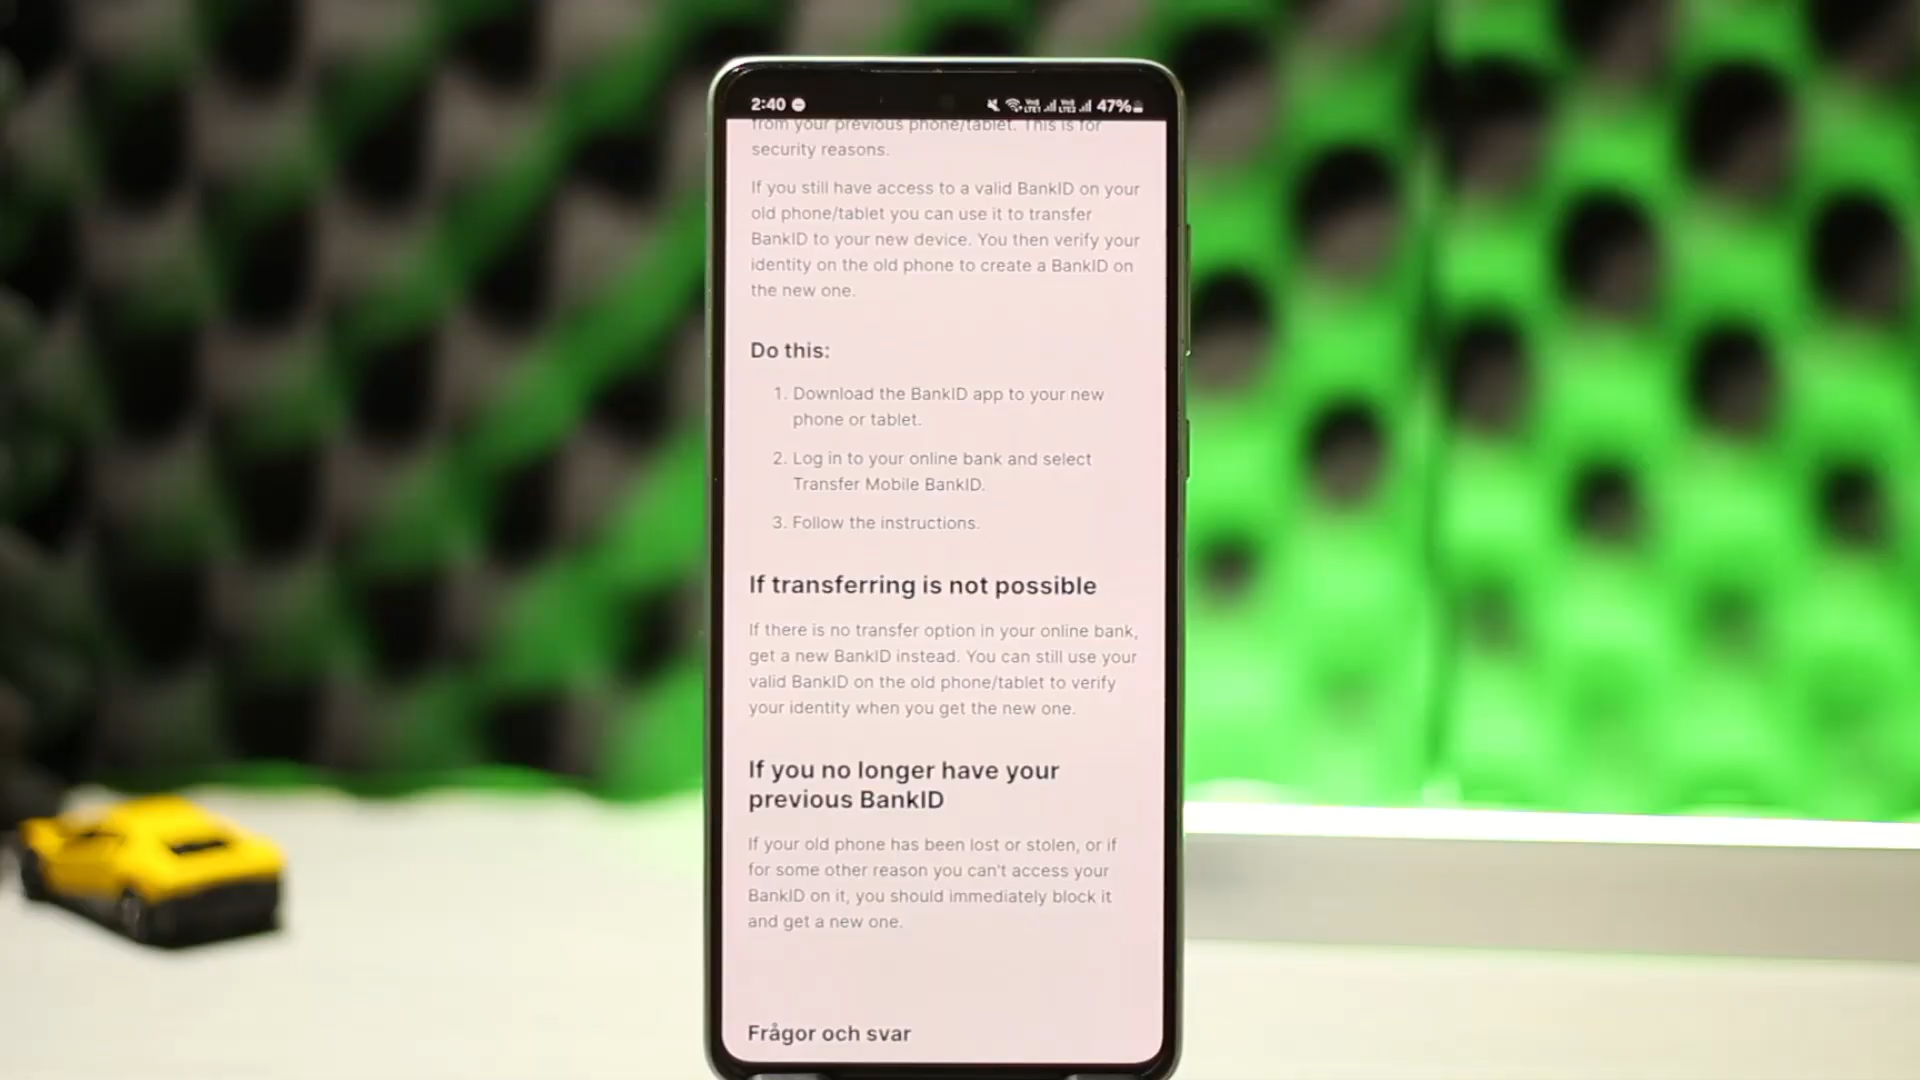 2:40
47%
from your previous phone/tablet. This is for
security reasons.
If you still have access to a valid BankID on your
old phone/tablet you can use it to transfer
BankID to your new device. You then verify your
identity on the old phone to create a BankID on
the new one.
Do this:
1. Download the BankID app to your new
phone or tablet.
2. Log in to your online bank and select
Transfer Mobile BankID.
3. Follow the instructions.
If transferring is not possible
If there is no transfer option in your online bank,
get a new BankID instead. You can still use your
valid BankID on the old phone/tablet to verify
your identity when you get the new one.
If you no longer have your
previous BankID
If your old phone has been lost or stolen, or if
for some other reason you can't access your
BankID on it, you should immediately block it
and get a new one.
Frågor och svar